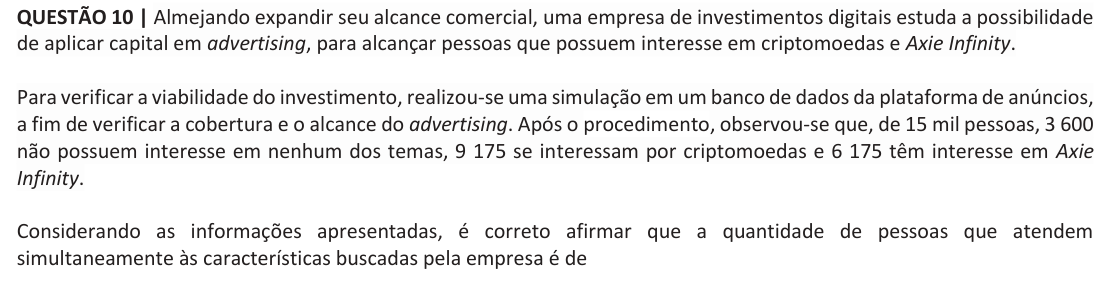 QUESTÃO 10 | Almejando expandir seu alcance comercial, uma empresa de investimentos digitais estuda a possibilidade
de aplicar capital em advertising, para alcançar pessoas que possuem interesse em criptomoedas e Axie Infinity.
Para verificar a viabilidade do investimento, realizou-se uma simulação em um banco de dados da plataforma de anúncios,
a fim de verificar a cobertura e o alcance do advertising. Após o procedimento, observou-se que, de 15 mil pessoas, 3 600
não possuem interesse em nenhum dos temas, 9 175 se interessam por criptomoedas e 6 175 têm interesse em Axie
Infinity.
Considerando as informações apresentadas, é correto afirmar que a quantidade de pessoas que atendem
simultaneamente às características buscadas pela empresa é de